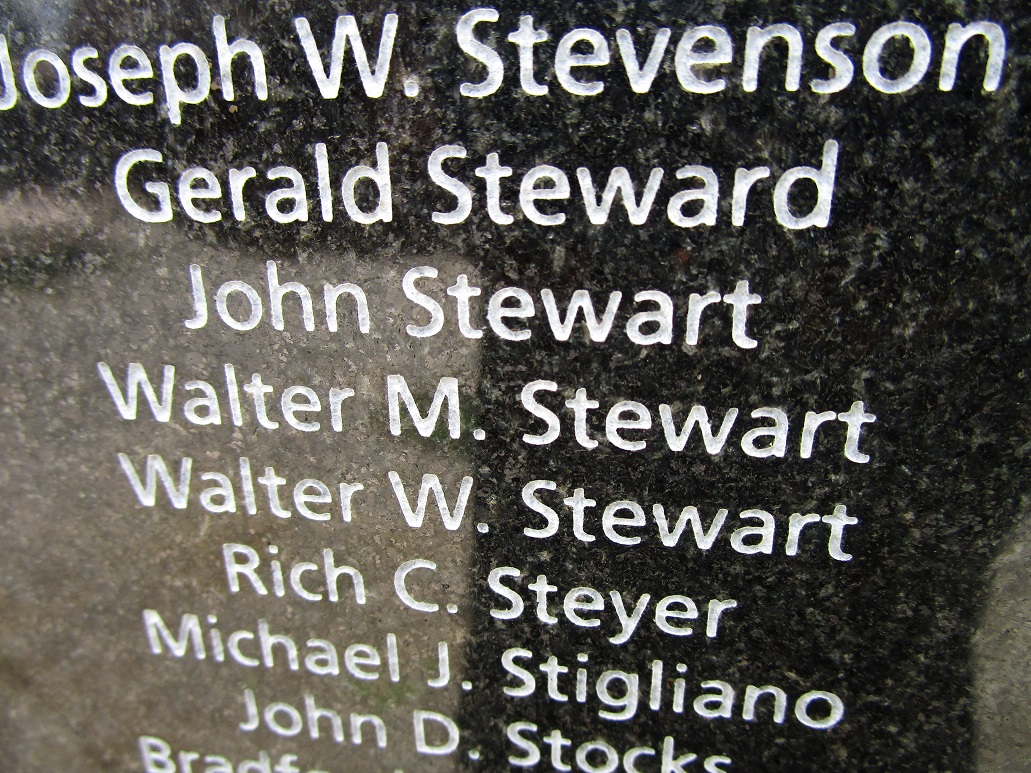 Joseph W. Stevenson
Gerald Steward
John Stewart
Walter M. Stewart
Walter W. Stewart
Rich C. Steyer
Michael J. Stigliano
John D. Stocks